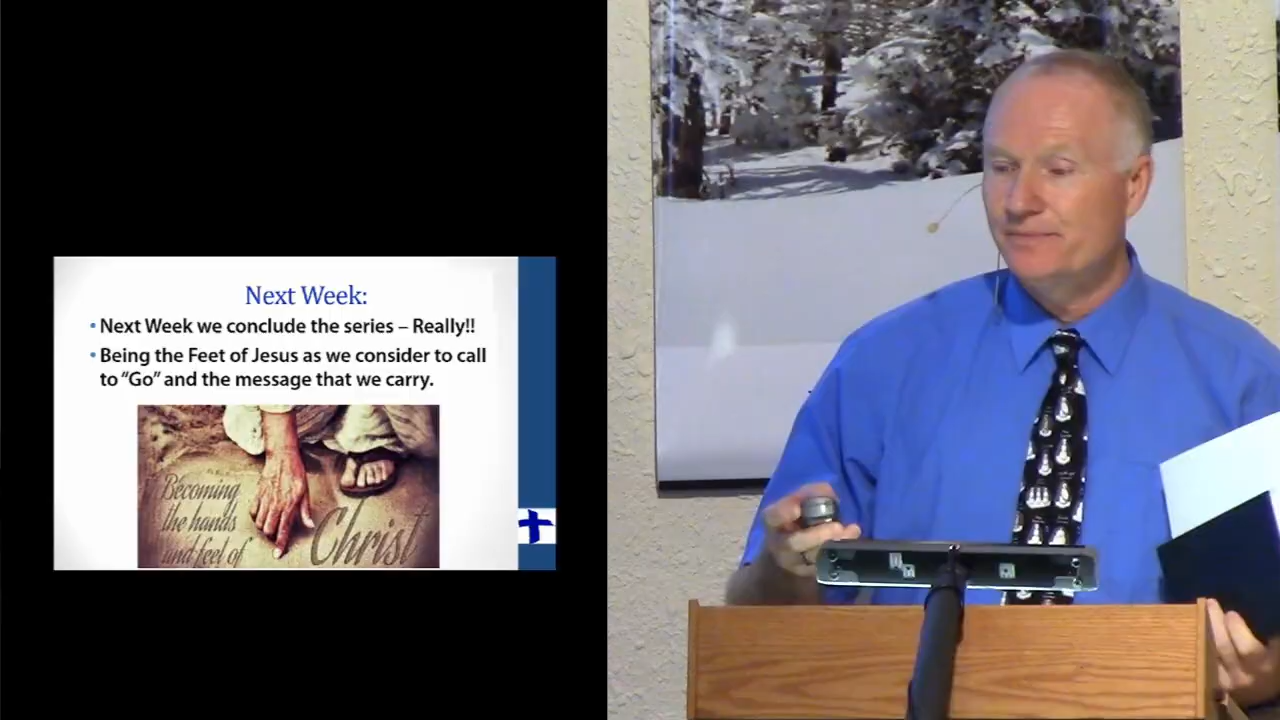 Next Week:
• Next Week we conclude the series – Really!!
• Being the Feet of Jesus as we consider to call
to "Go" and the message that we carry.
Becoming
the hands
and feet of
Christ